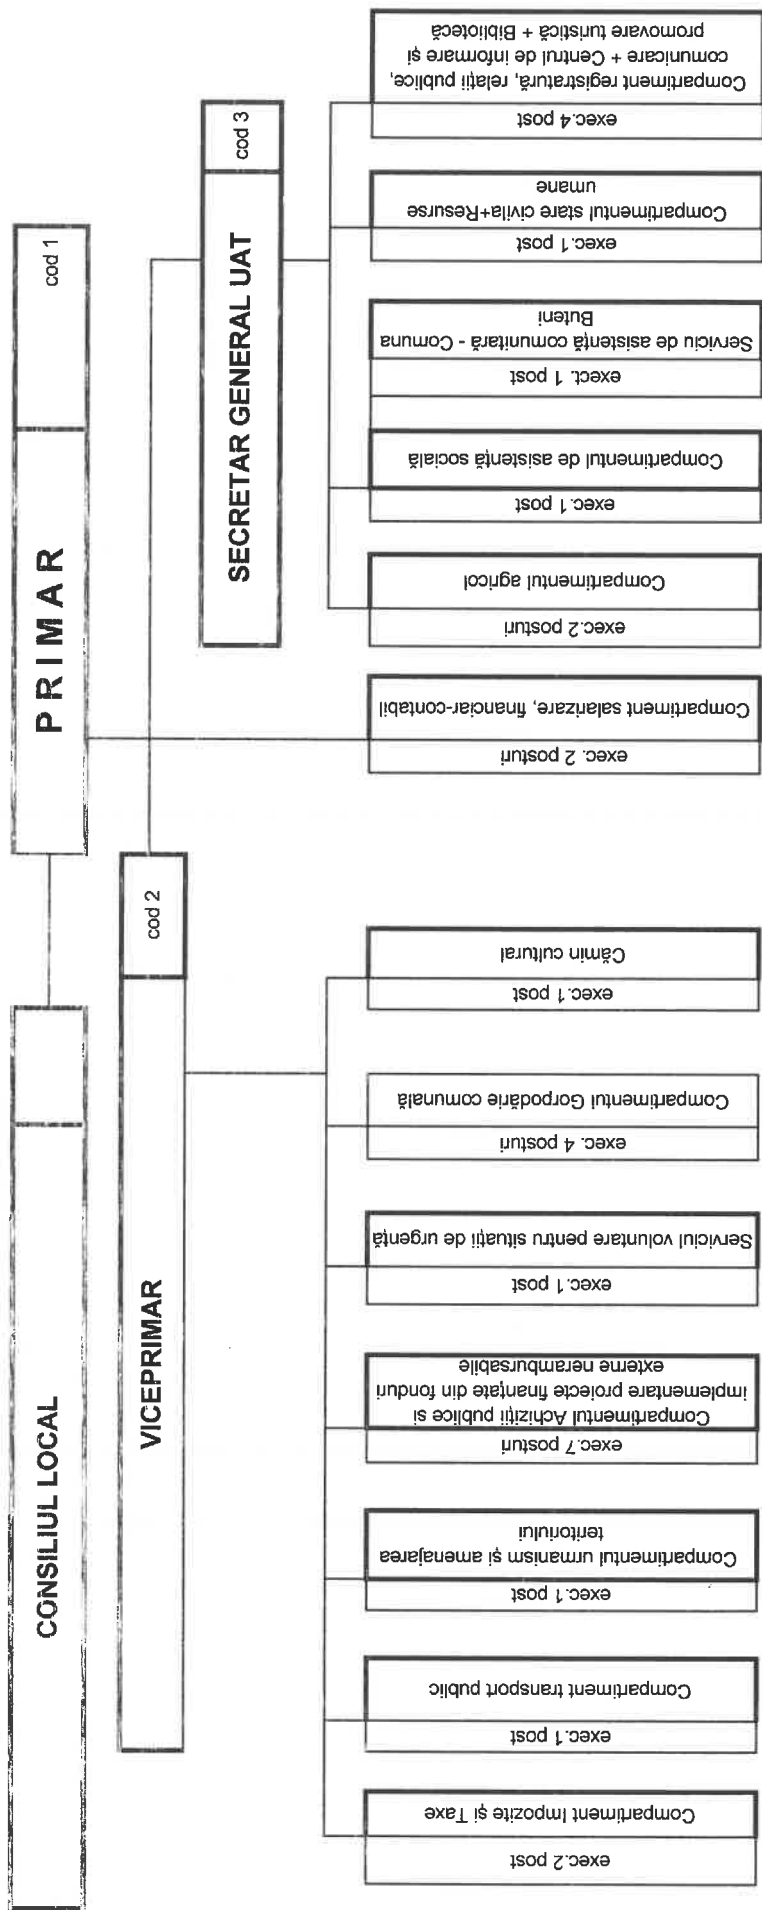 CONSILIUL LOCAL
PRIMAR
cod 1
VICEPRIMAR
cod 2
SECRETAR GENERAL UAT
cod 3
exec.2 post
Compartiment Impozite și Taxe
exec.1 post
Compartiment transport public
exec.1 post
Compartimentul urmanism și amenajarea
teritoriului
exec.7 posturi
Compartimentul Achiziții publice si
implementare proiecte finanțate din fonduri
externe nerambursabile
exec.1 post
Serviciul voluntare pentru situații de urgență
exec. 4 posturi
Compartimentul Gorpodărie comunală
exec.1 post
Cămin cultural
exec. 2 posturi
Compartiment salarizare, financiar-contabil
exec.2 posturi
Compartimentul agricol
exec.1 post
Compartimentul de asistență socială
exect. 1 post
Serviciu de asistență comunitară - Comuna
Buteni
exec.1 post
Compartimentul stare civila+Resurse
umane
exec.4 post
Compartiment registratură, relații publice,
comunicare + Centrul de informare și
promovare turistică + Bibliotecă